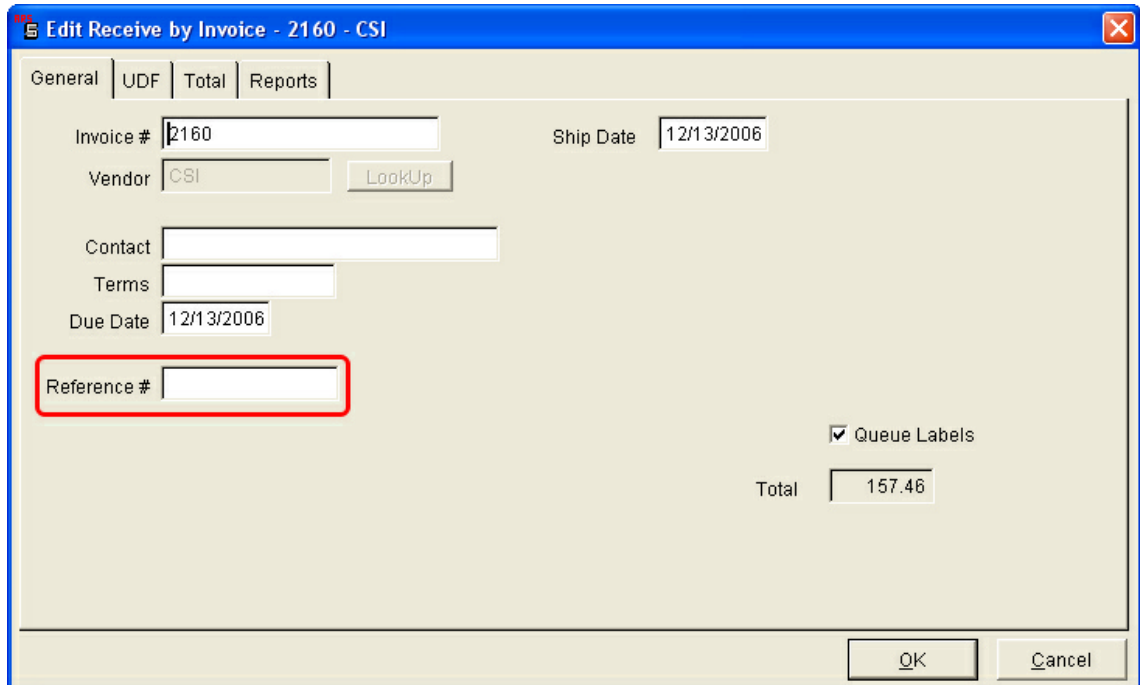 Edit Receive by Invoice - 2160 - CSI
General UDF Total Reports
Invoice # 2160 Ship Date 12/13/2006
Vendor CSI LookUp
Contact
Terms
Due Date 12/13/2006
Reference #
Queue Labels
Total 157.46
OK Cancel